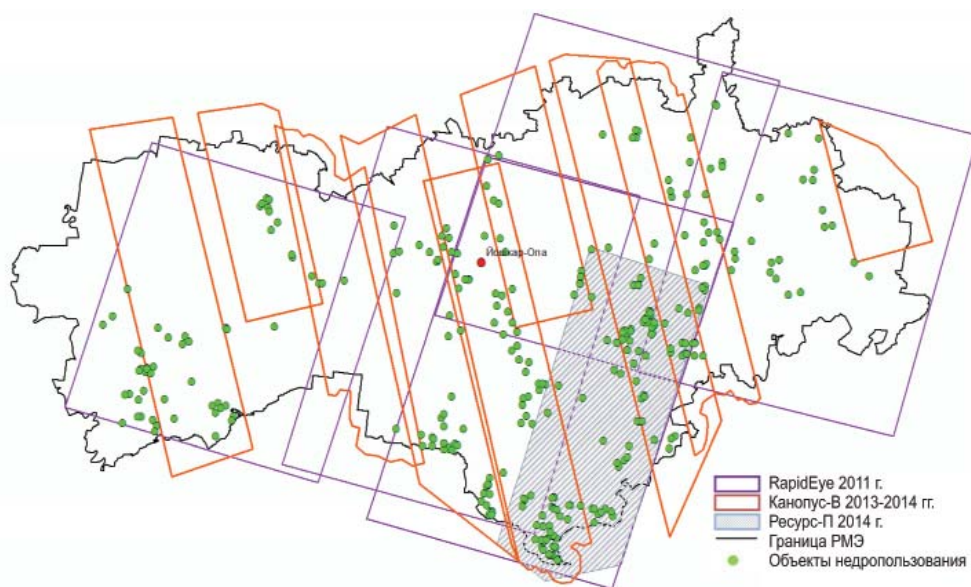 Йошкар-Ола
RapidEye 2011 г.
Канопус-В 2013-2014 гг.
Ресурс-П 2014 г.
Граница РМЭ
Объекты недропользования